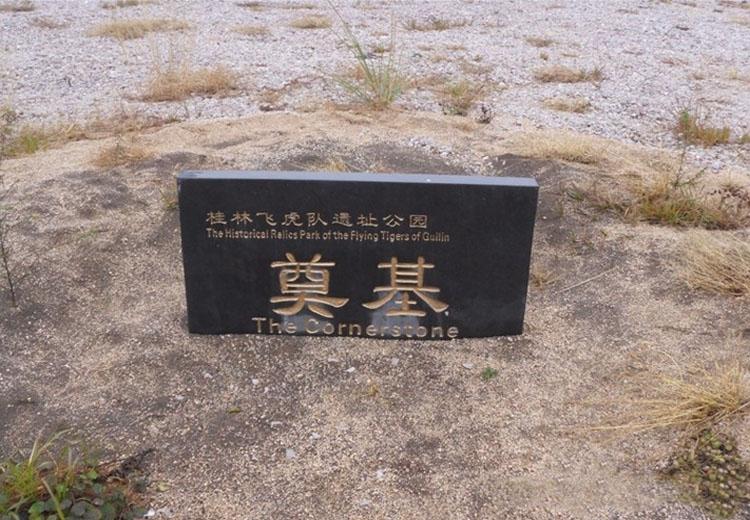 桂林飞虎队遗址公园
The Historical Relics Park of the Flying Tigers of Guilin
奠基
The Cornerstone